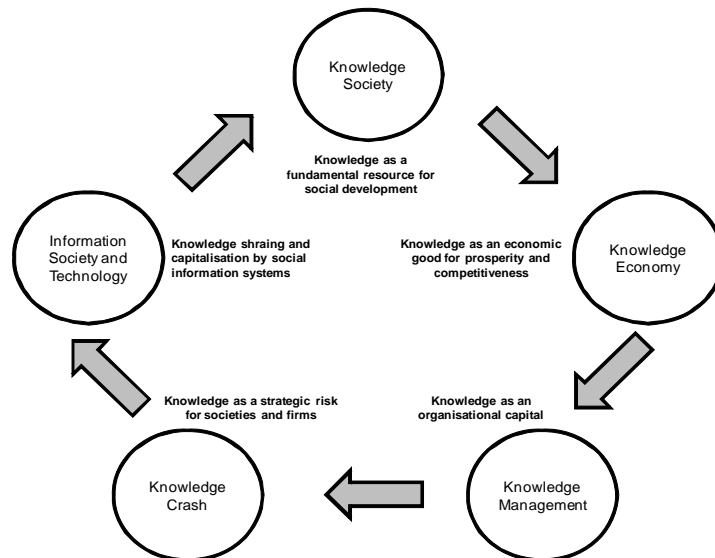 Knowledge
Society
Knowledge as a
fundamental resource for
social development
Information
Society and
Technology
Knowledge shraing and
capitalisation by social
information systems
Knowledge as an economic
good for prosperity and
competitiveness
Knowledge
Economy
Knowledge as a strategic risk
for societies and firms
Knowledge as an
organisational capital
Knowledge
Crash
Knowledge
Management